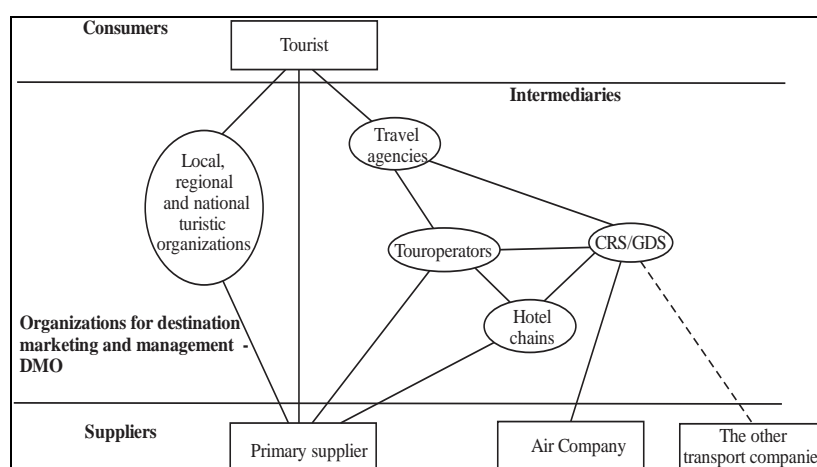 Consumers
Tourist
Intermediaries
Travel
agencies
Local,
regional
and national
turistic
organizations
Touroperators
CRS/GDS
Hotel
chains
Organizations for destination
marketing and management -
DMO
Suppliers
Primary supplier
Air Company
The other
transport companie